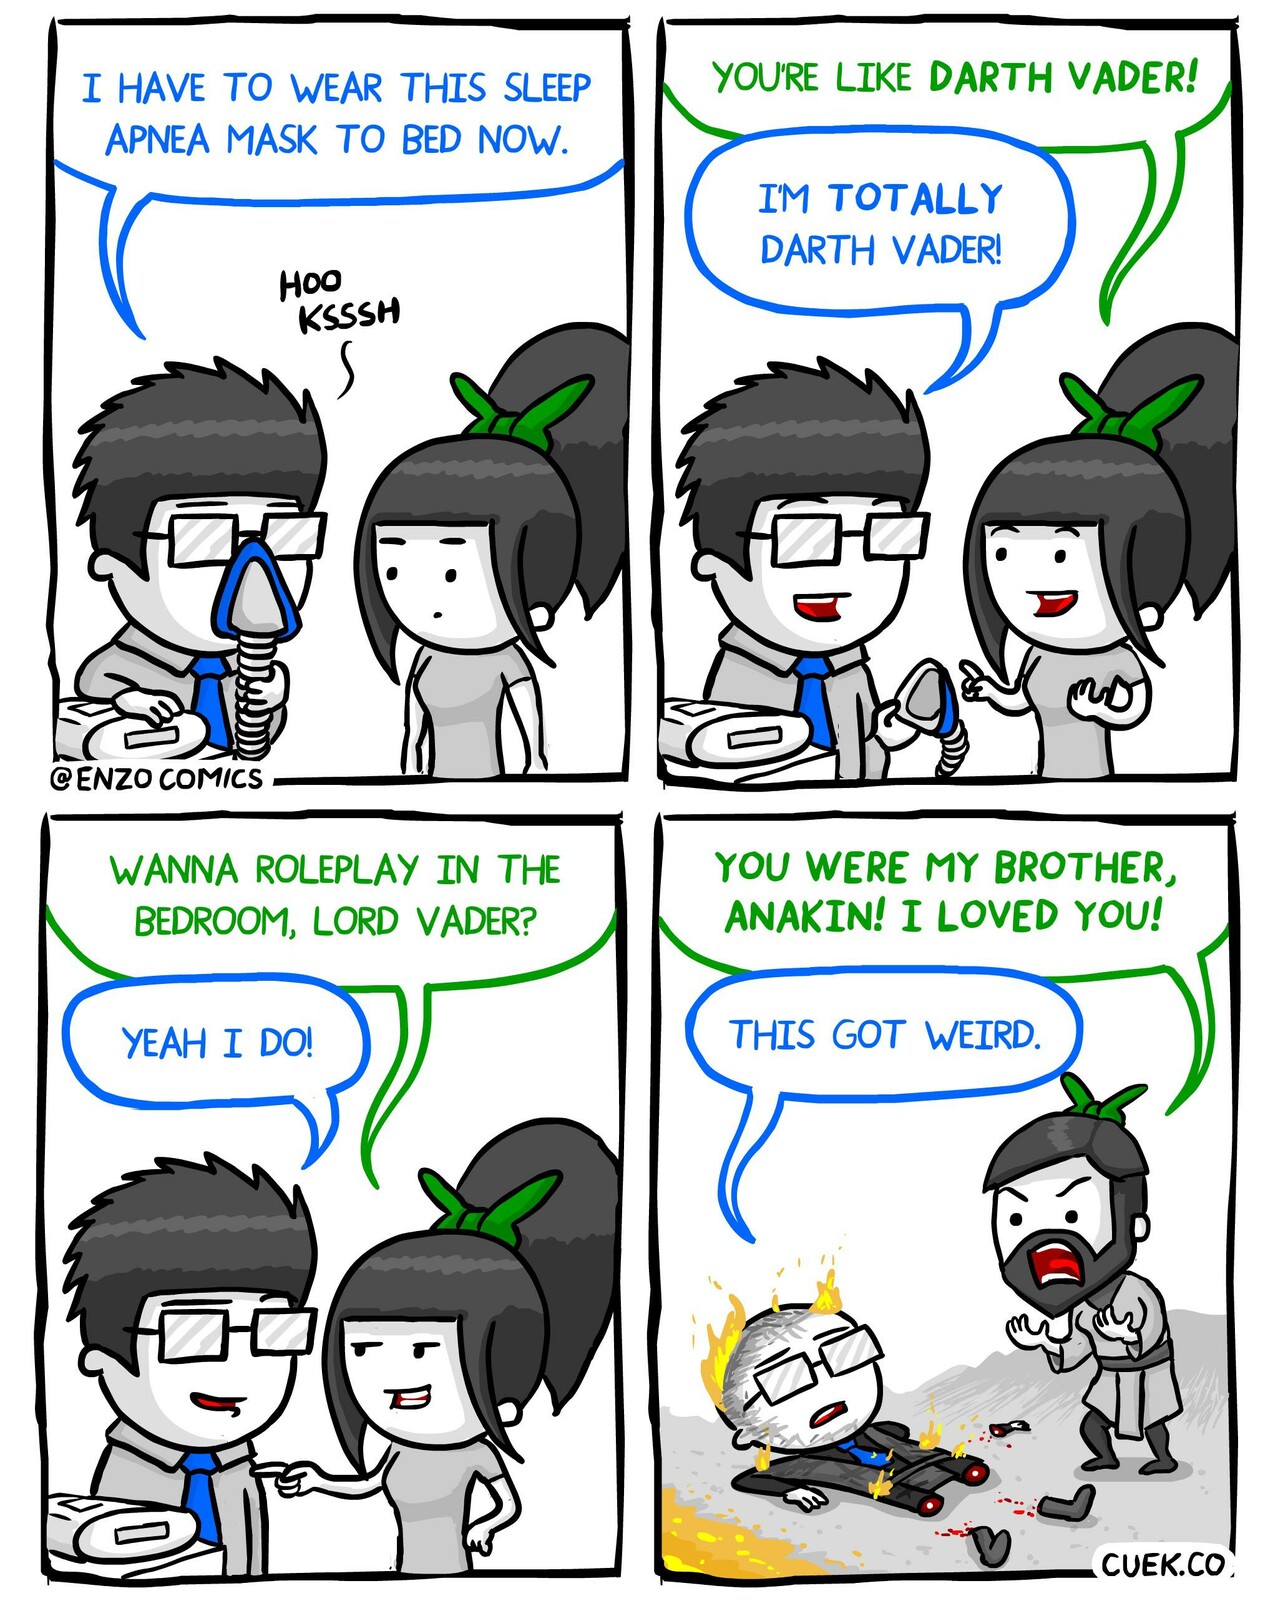 I HAVE TO WEAR THIS SLEEP
APNEA MASK TO BED NOW.
HOO
KSSSH
@ENZO COMICS
YOU'RE LIKE DARTH VADER!
I'M TOTALLY
DARTH VADER!
WANNA ROLEPLAY IN THE
BEDROOM, LORD VADER?
YEAH I DO!
YOU WERE MY BROTHER,
ANAKIN! I LOVED YOU!
THIS GOT WEIRD.
CUEK.CO